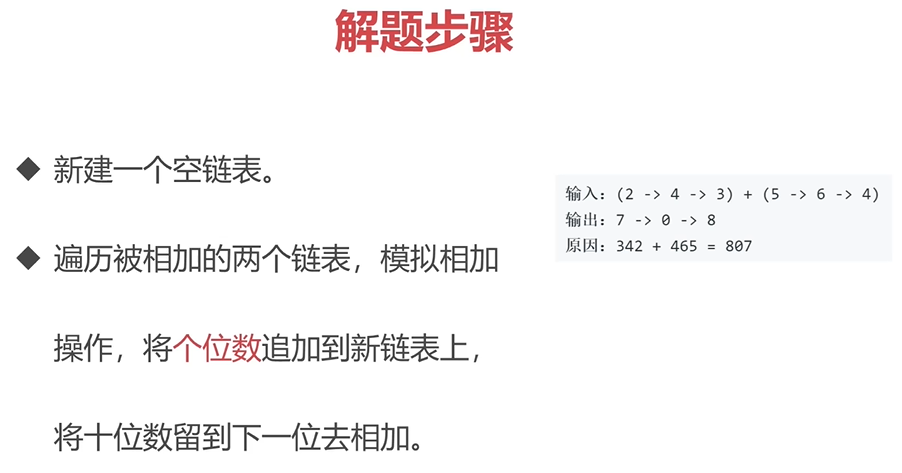 解题步骤
◆ 新建一个空链表。
◆ 遍历被相加的两个链表，模拟相加
操作，将个位数追加到新链表上，
将十位数留到下一位去相加。
输入：(2 -> 4 -> 3) + (5 -> 6 -> 4)
输出：7 -> 0 -> 8
原因：342 + 465 = 807